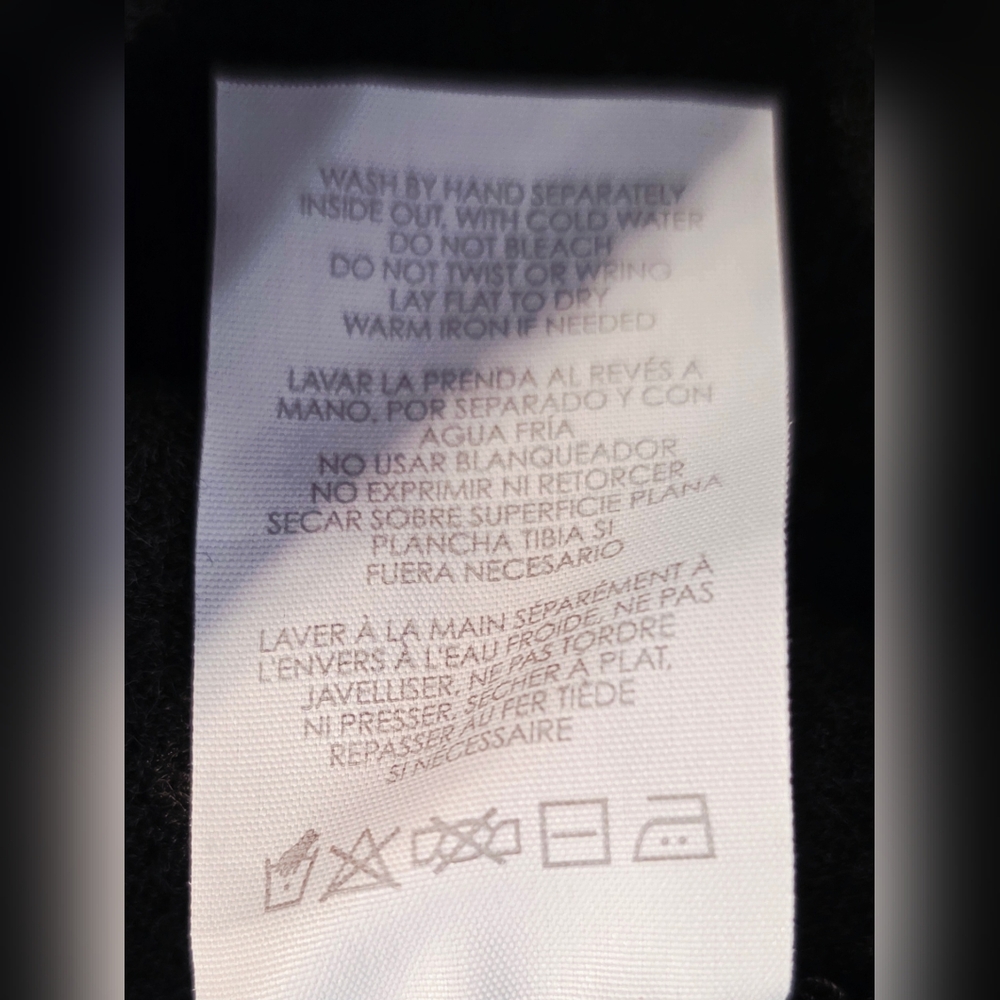 WASH BY HAND SEPARATELY
INSIDE OUT, WITH COLD WATER
DO NOT BLEACH
DO NOT TWIST OR WRING
LAY FLAT TO DRY
WARM IRON IF NEEDED
LAVAR LA PRENDA AL REVÉS A
MANO, POR SEPARADO Y CON
AGUA FRÍA
NO USAR BLANQUEADOR
NO EXPRIMIR NI RETORCER
SECAR SOBRE SUPERFICIE PLANA
PLANCHA TIBIA SI
FUERA NECESARIO
LAVER À LA MAIN SÉPARÉMENT À
L'ENVERS À L'EAU FROIDE, NE PAS
JAVELLISER, NE PAS TORDRE
NI PRESSER, SÉCHER À PLAT,
REPASSER AU FER TIÈDE
SI NÉCESSAIRE